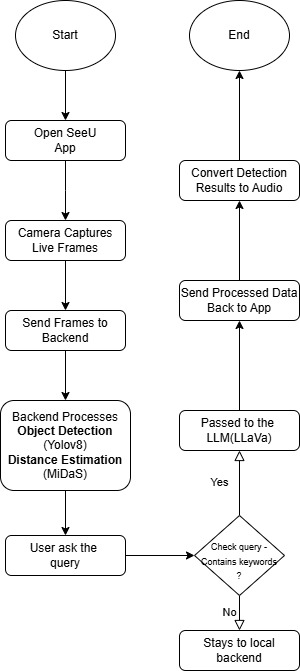 Start
Open SeeU
App
Camera Captures
Live Frames
Send Frames to
Backend
Backend Processes
Object Detection
(Yolov8)
Distance Estimation
(MiDaS)
User ask the
query
Check query -
Contains keywords
?
Yes
No
Stays to local
backend
Passed to the
LLM(LLaVa)
Send Processed Data
Back to App
Convert Detection
Results to Audio
End